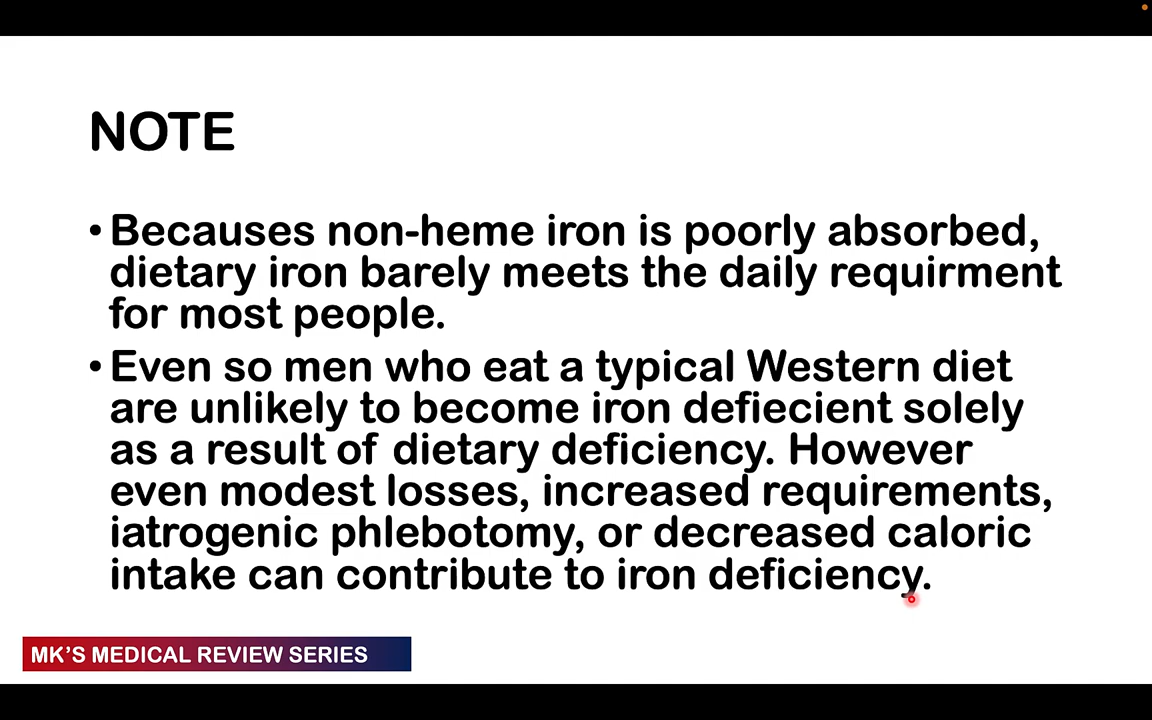 NOTE
• Becauses non-heme iron is poorly absorbed,
dietary iron barely meets the daily requirment
for most people.
• Even so men who eat a typical Western diet
are unlikely to become iron defiecient solely
as a result of dietary deficiency. However
even modest losses, increased requirements,
iatrogenic phlebotomy, or decreased caloric
intake can contribute to iron deficiency.
MK'S MEDICAL REVIEW SERIES